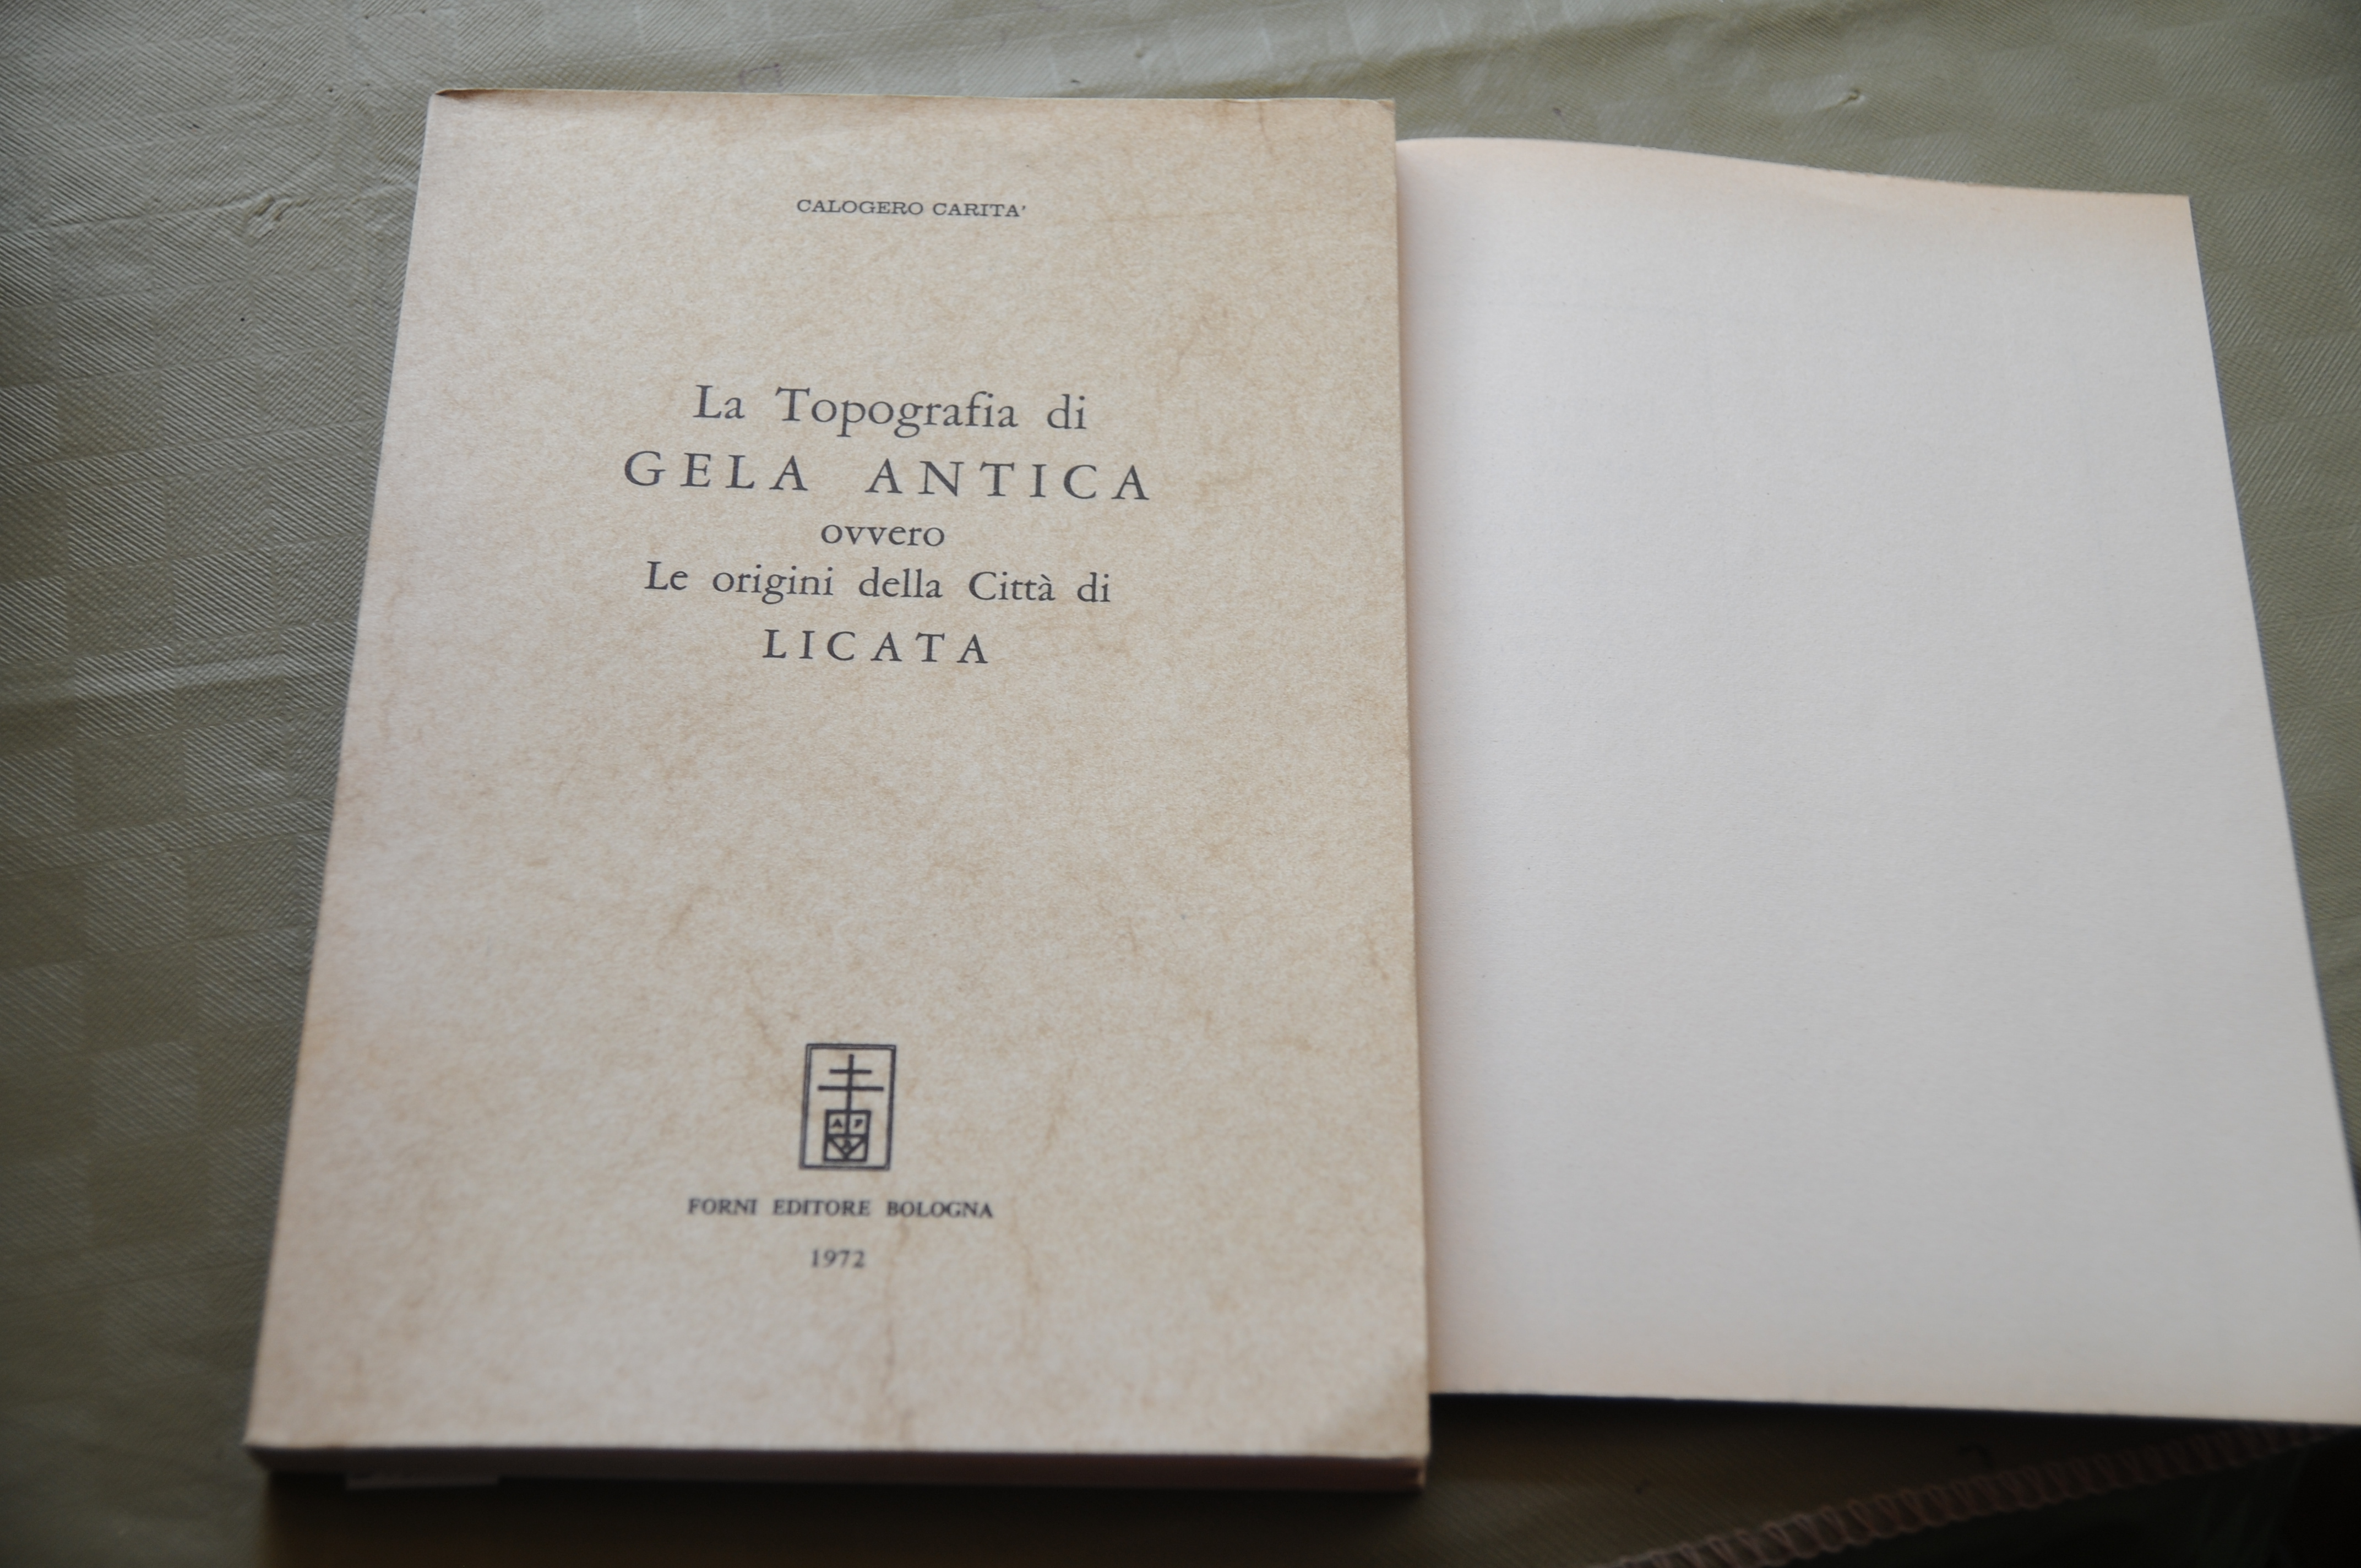 CALOGERO CARITA'
La Topografia di
GELA ANTICA
ovvero
Le origini della Città di
LICATA
A F
FORNI EDITORE BOLOGNA
1972